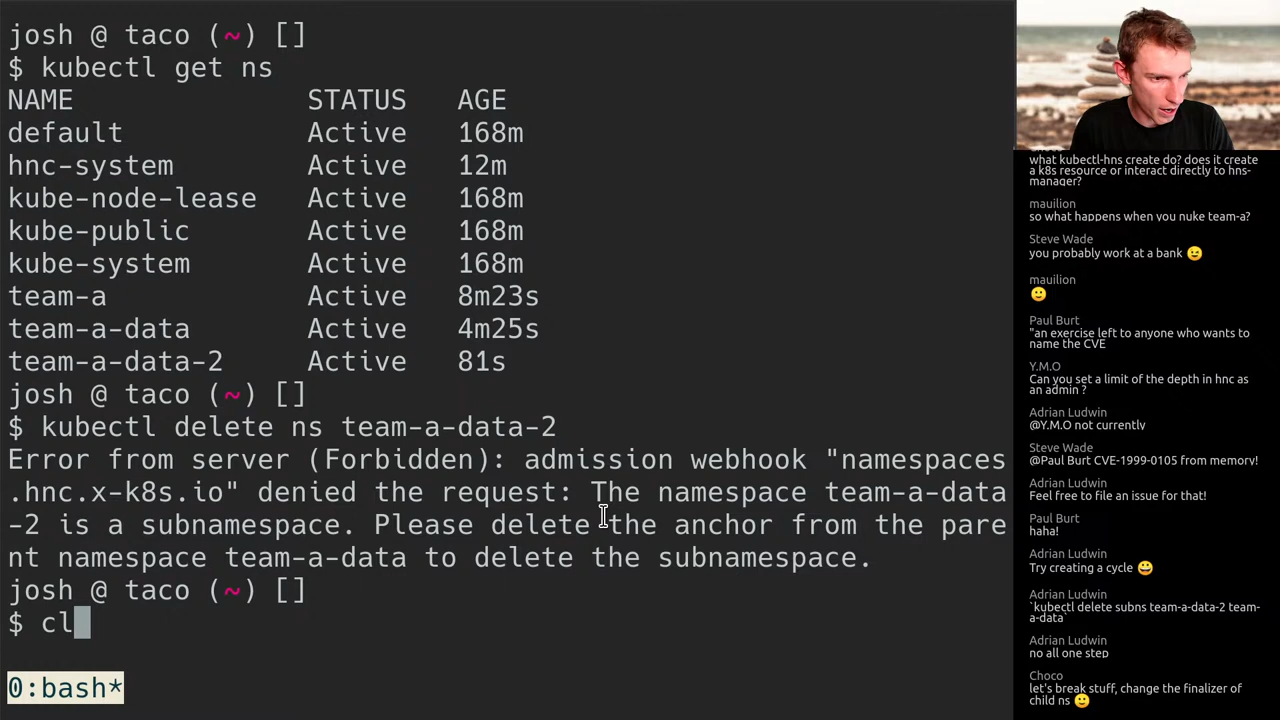 josh @ taco (~) []
$ kubectl get ns
NAME STATUS AGE
default Active 168m
hnc-system Active 12m
kube-node-lease Active 168m
kube-public Active 168m
kube-system Active 168m
team-a Active 8m23s
team-a-data Active 4m25s
team-a-data-2 Active 81s
josh @ taco (~) []
$ kubectl delete ns team-a-data-2
Error from server (Forbidden): admission webhook "namespaces
.hnc.x-k8s.io" denied the request: The namespace team-a-data
-2 is a subnamespace. Please delete the anchor from the pare
nt namespace team-a-data to delete the subnamespace.
josh @ taco (~) []
$ cl
0:bash*
what kubectl-hns create do? does it create
a k8s resource or interact directly to hns-
manager?
mauilion
so what happens when you nuke team-a?
Steve Wade
you probably work at a bank 😉
mauilion
🙂
Paul Burt
"an exercise left to anyone who wants to
name the CVE
Y.M.O
Can you set a limit of the depth in hnc as
an admin ?
Adrian Ludwin
@Y.M.O not currently
Steve Wade
@Paul Burt CVE-1999-0105 from memory!
Adrian Ludwin
Feel free to file an issue for that!
Paul Burt
haha!
Adrian Ludwin
Try creating a cycle 😀
Adrian Ludwin
`kubectl delete subns team-a-data-2 team-
a-data`
Adrian Ludwin
no all one step
Choco
let's break stuff, change the finalizer of
child ns 🙂